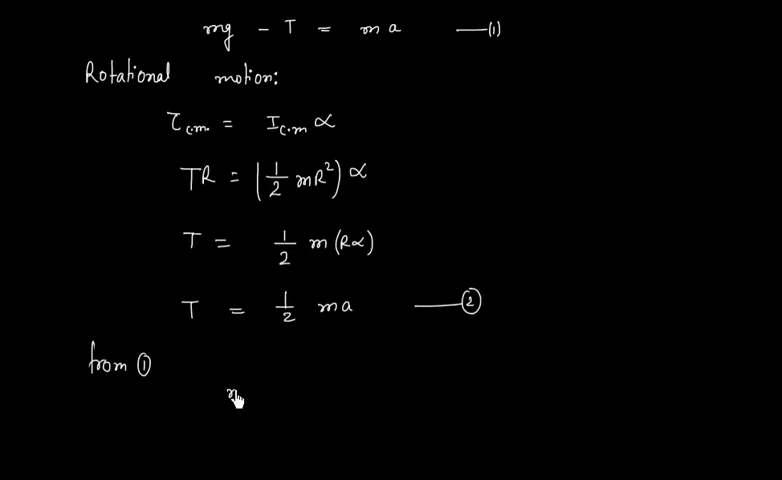 mg - T = ma —(1)
Rotational motion:
τc.m. = Ic.m α
TR = (1/2 mR²) α
T = 1/2 m(Rα)
T = 1/2 ma —②
from ①